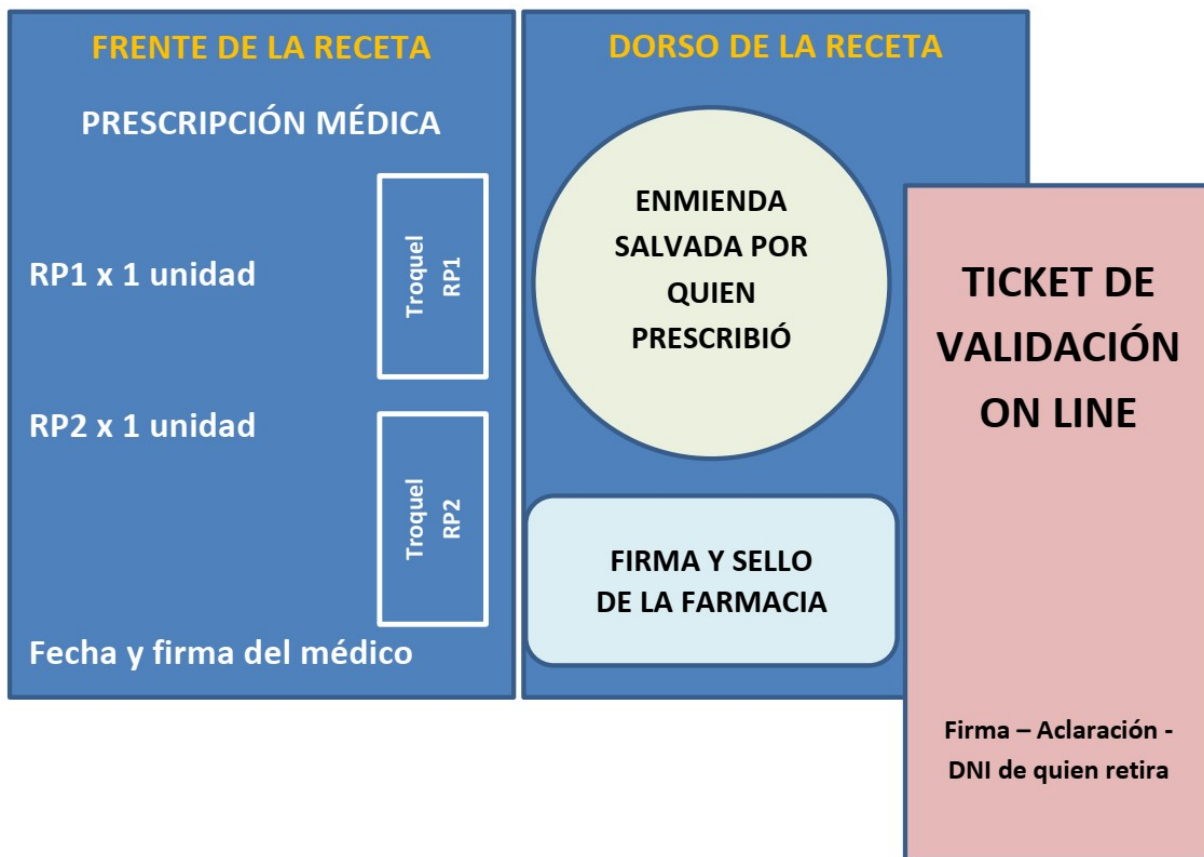 FRENTE DE LA RECETA
PRESCRIPCIÓN MÉDICA
RP1 x 1 unidad
Troquel
RP1
RP2 x 1 unidad
Troquel
RP2
Fecha y firma del médico
DORSO DE LA RECETA
ENMIENDA
SALVADA POR
QUIEN
PRESCRIBIÓ
FIRMA Y SELLO
DE LA FARMACIA
TICKET DE
VALIDACIÓN
ON LINE
Firma – Aclaración -
DNI de quien retira